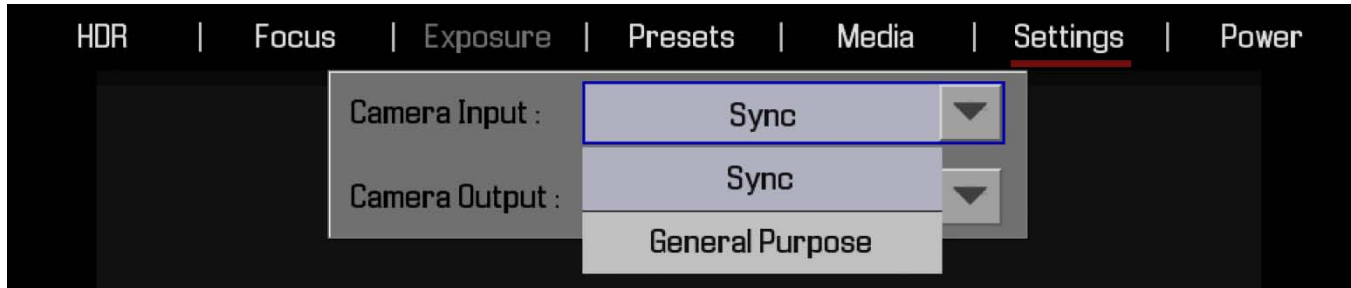 HDR | Focus | Exposure | Presets | Media | Settings | Power
Camera Input : Sync
Sync
Camera Output :
General Purpose